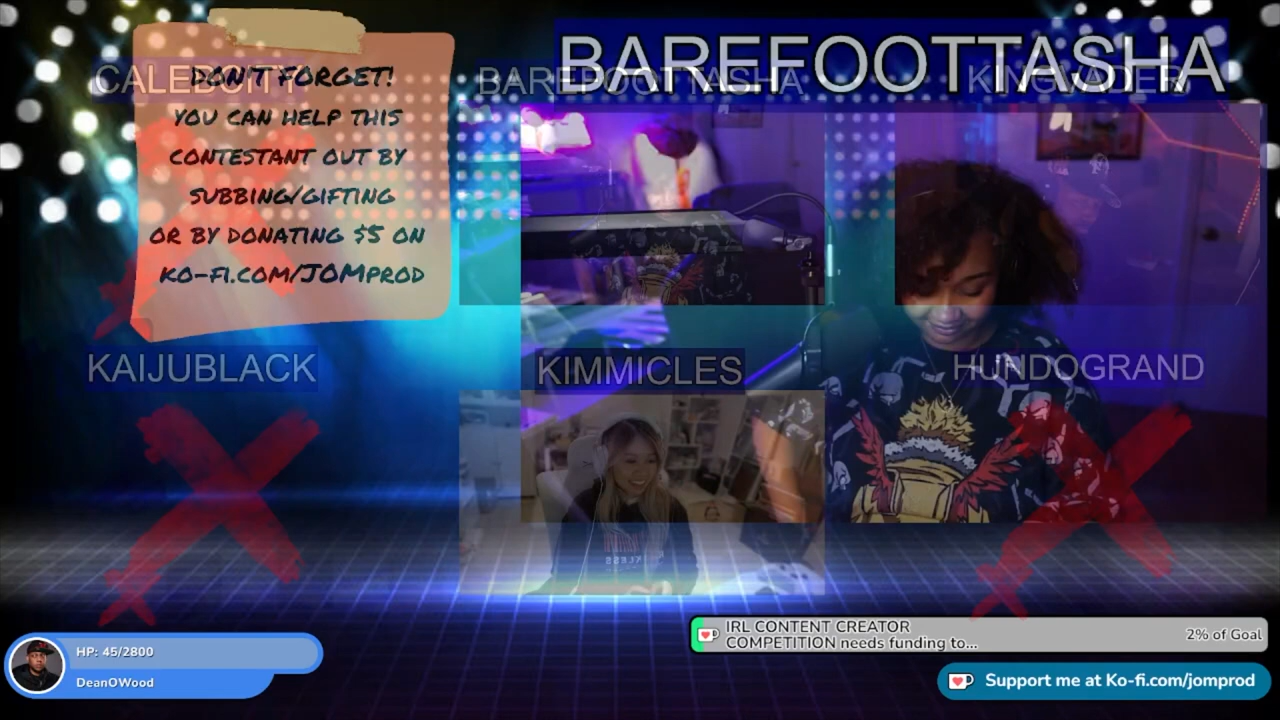 BAREFOOTTASHA
CALEBCITY
BAREFOOTTASHA
KINGVADER
DON'T FORGET!
YOU CAN HELP THIS
CONTESTANT OUT BY
SUBBING/GIFTING
OR BY DONATING $5 ON
KO-FI.COM/JOMPROD
KAIJUBLACK
KIMMICLES
HUNDOGRAND
HP: 45/2800
DeanOWood
IRL CONTENT CREATOR
COMPETITION needs funding to...
2% of Goal
Support me at Ko-fi.com/jomprod